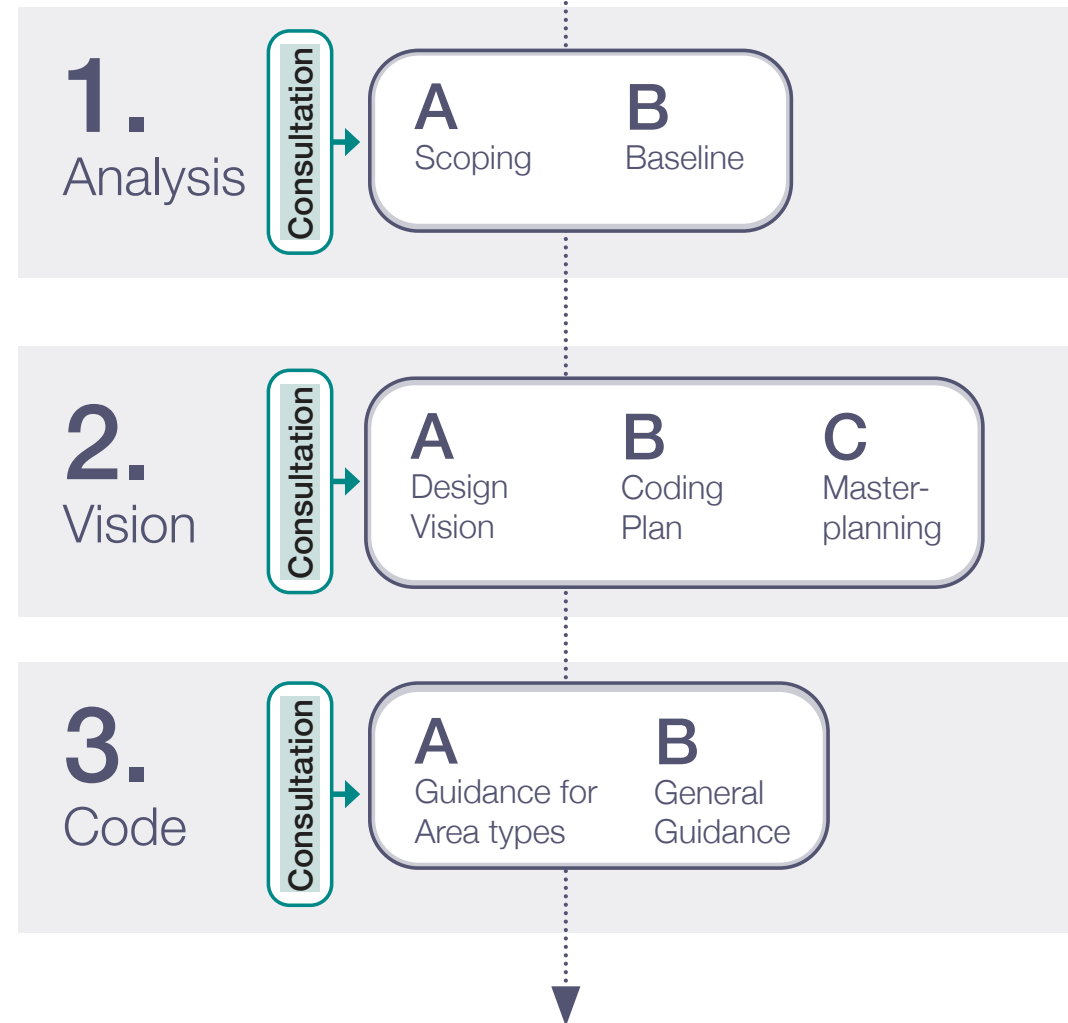 1.
Analysis
Consultation
A
Scoping
B
Baseline
2.
Vision
Consultation
A
Design
Vision
B
Coding
Plan
C
Master-
planning
3.
Code
Consultation
A
Guidance for
Area types
B
General
Guidance